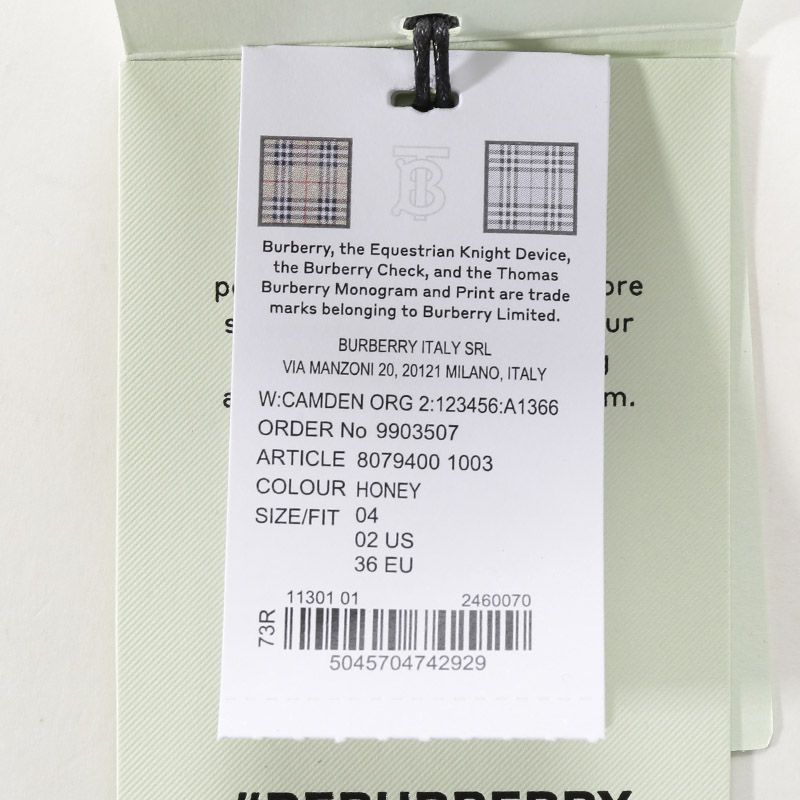 Burberry, the Equestrian Knight Device,
the Burberry Check, and the Thomas
Burberry Monogram and Print are trade
marks belonging to Burberry Limited.
BURBERRY ITALY SRL
VIA MANZONI 20, 20121 MILANO, ITALY
W:CAMDEN ORG 2:123456:A1366
ORDER No 9903507
ARTICLE 8079400 1003
COLOUR HONEY
SIZE/FIT 04
02 US
36 EU
11301 01 2460070
73R
5045704742929
#REBURBERRY